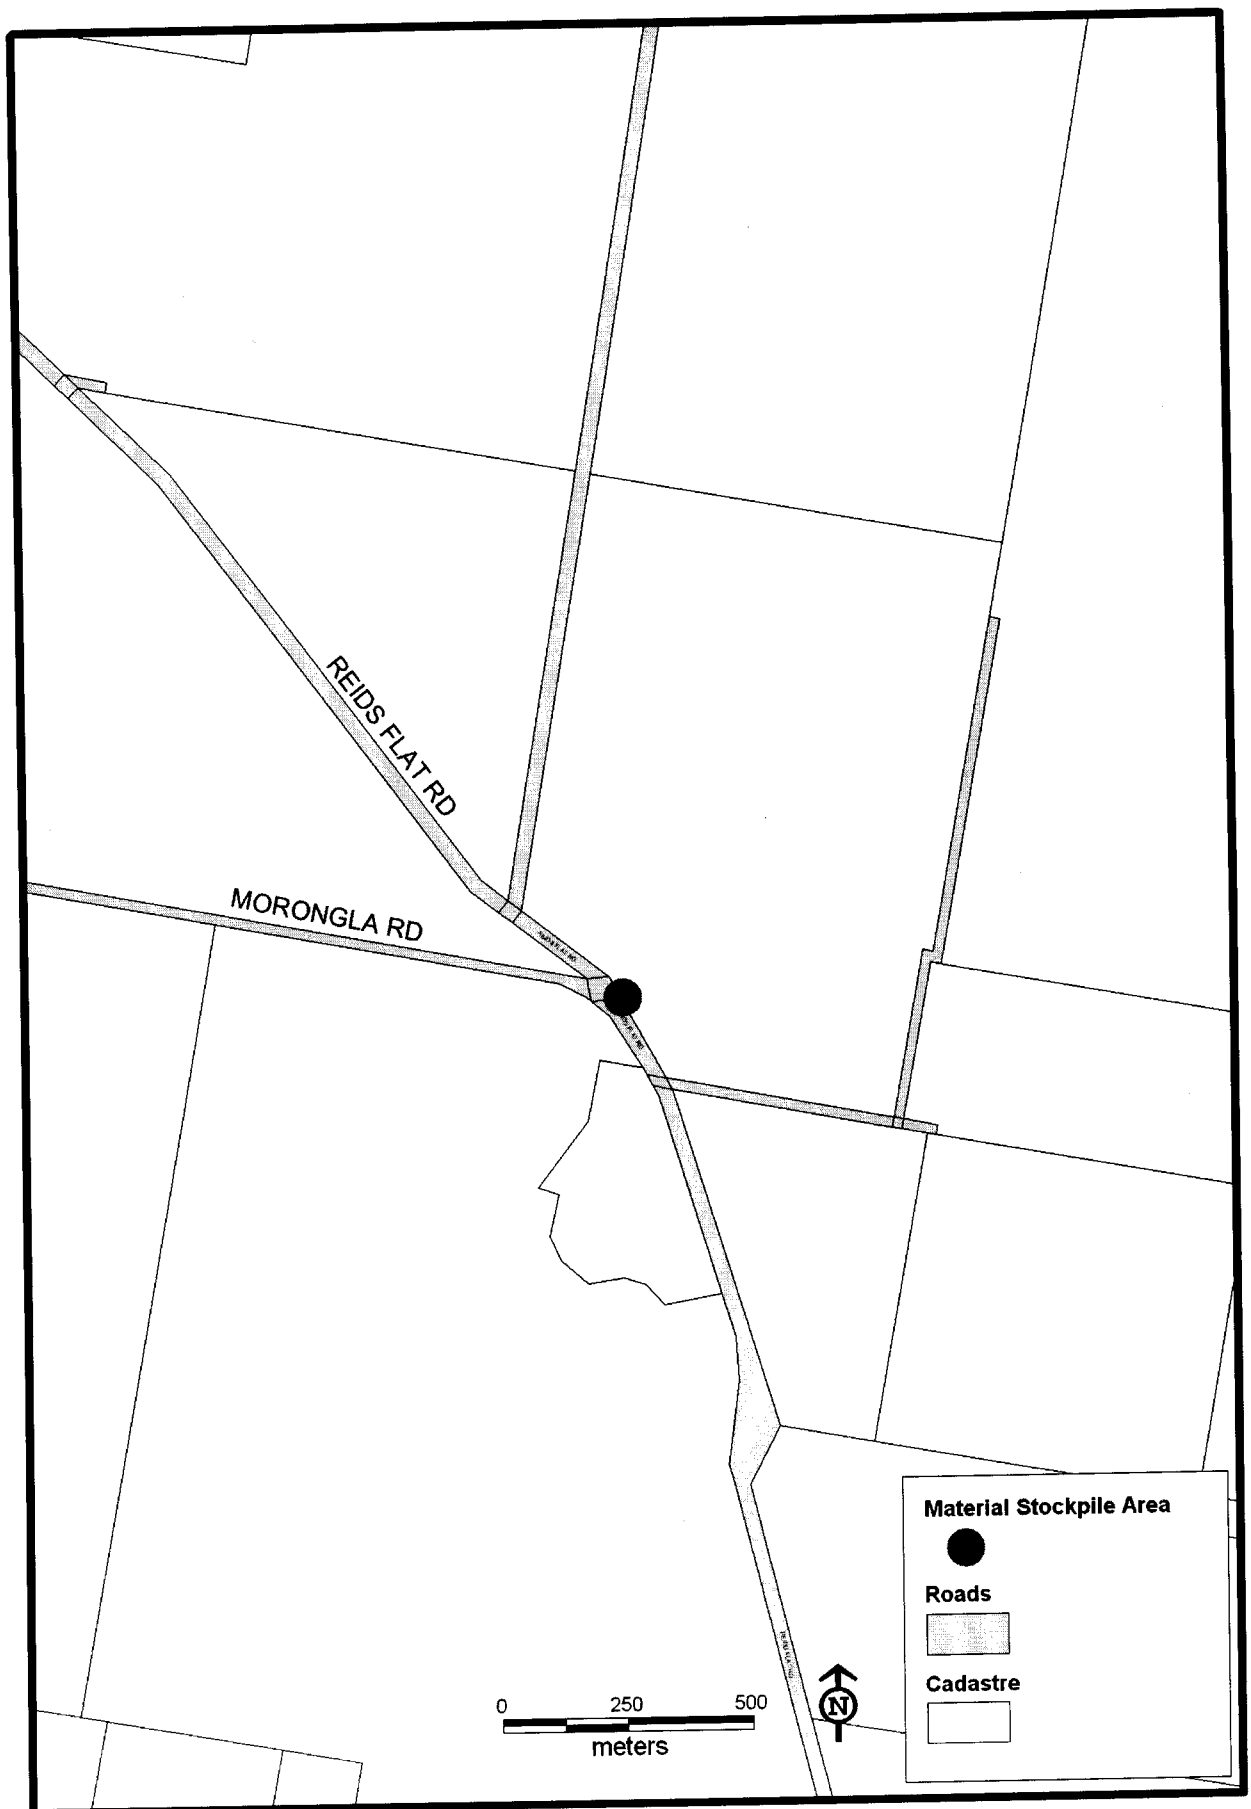 REIDS FLAT RD
MORONGLA RD
Material Stockpile Area
Roads
Cadastre
0 250 500
meters
N